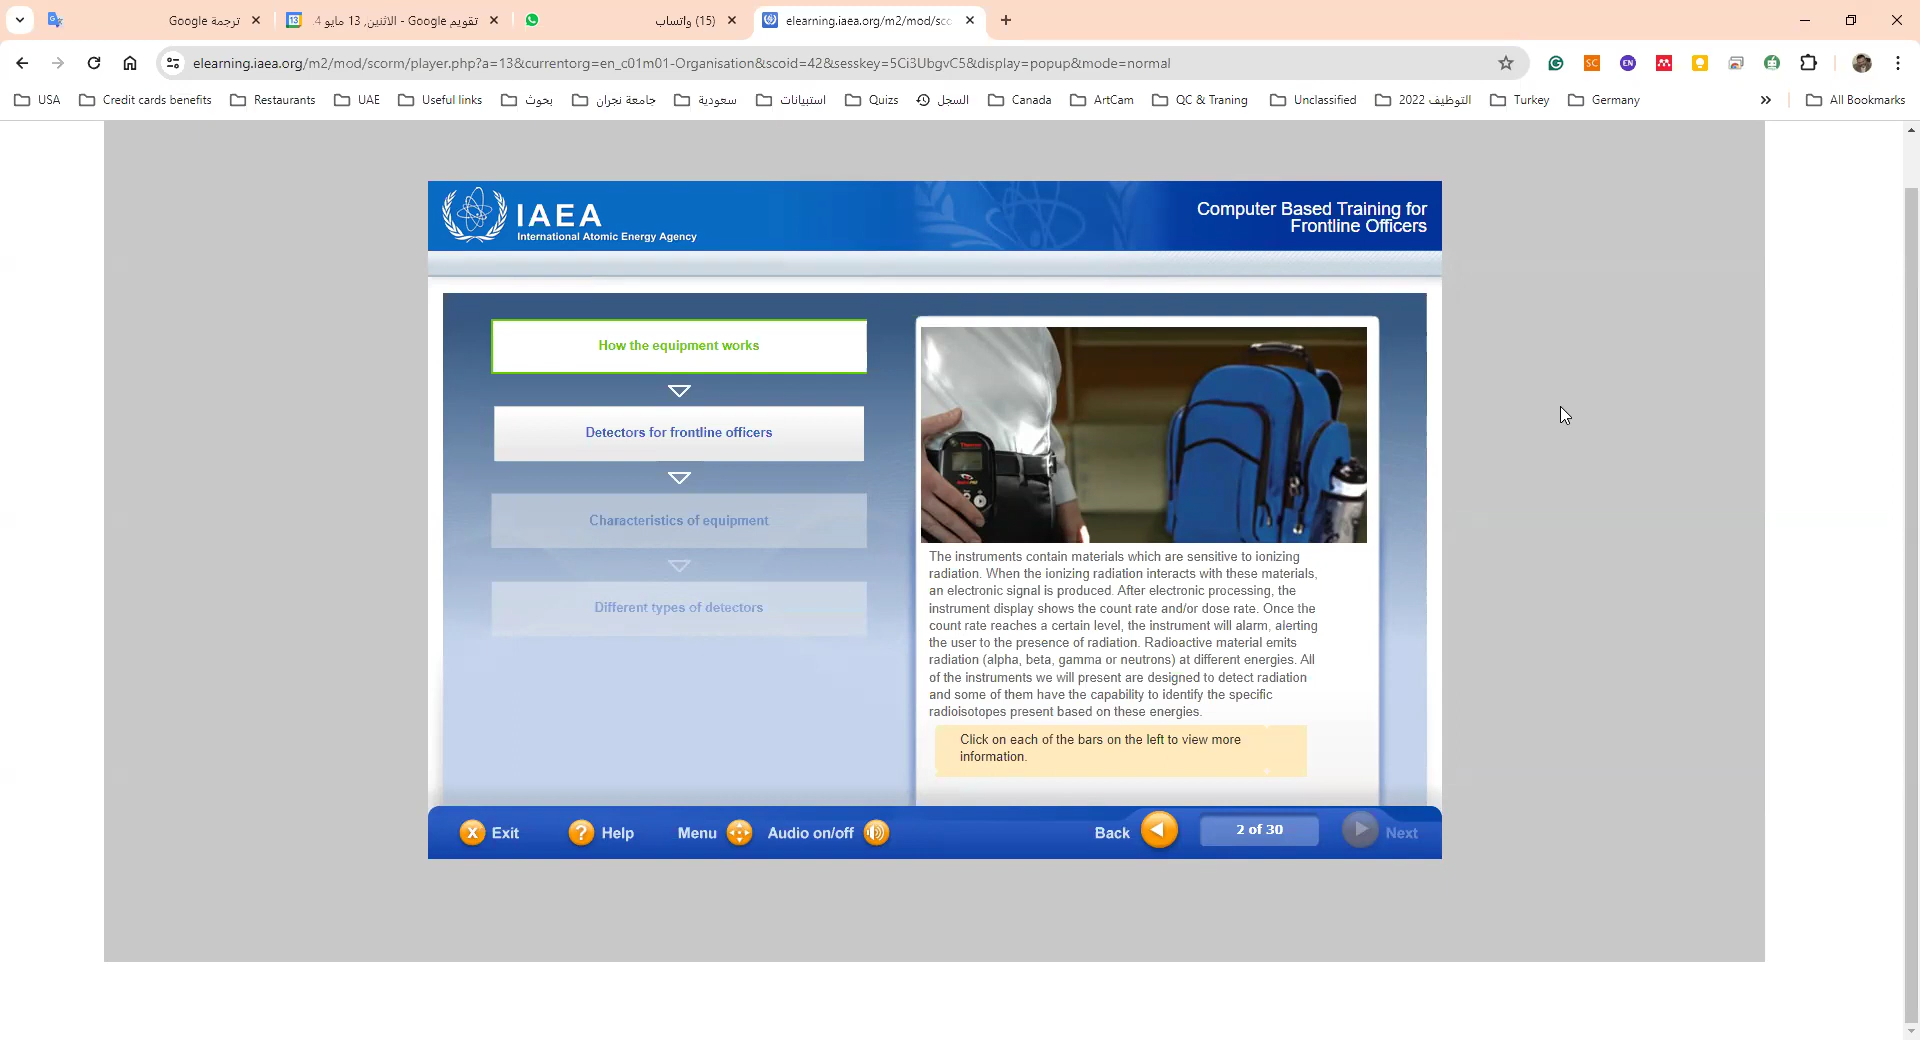 ترجمة Google
تقويم Google - الاثنين, 13 مايو 4.
(15) واتساب
elearning.iaea.org/m2/mod/sco
elearning.iaea.org/m2/mod/scorm/player.php?a=13&currentorg=en_c01m01-Organisation&scoid=42&sesskey=5Ci3UbgvC5&display=popup&mode=normal
USA
Credit cards benefits
Restaurants
UAE
Useful links
بحوث
جامعة نجران
سعودية
استبيانات
Quizs
السجل
Canada
ArtCam
QC & Traning
Unclassified
التوظيف 2022
Turkey
Germany
All Bookmarks
IAEA
International Atomic Energy Agency
Computer Based Training for
Frontline Officers
How the equipment works
Detectors for frontline officers
Characteristics of equipment
Different types of detectors
The instruments contain materials which are sensitive to ionizing
radiation. When the ionizing radiation interacts with these materials,
an electronic signal is produced. After electronic processing, the
instrument display shows the count rate and/or dose rate. Once the
count rate reaches a certain level, the instrument will alarm, alerting
the user to the presence of radiation. Radioactive material emits
radiation (alpha, beta, gamma or neutrons) at different energies. All
of the instruments we will present are designed to detect radiation
and some of them have the capability to identify the specific
radioisotopes present based on these energies.
Click on each of the bars on the left to view more
information.
Exit
Help
Menu
Audio on/off
Back
2 of 30
Next